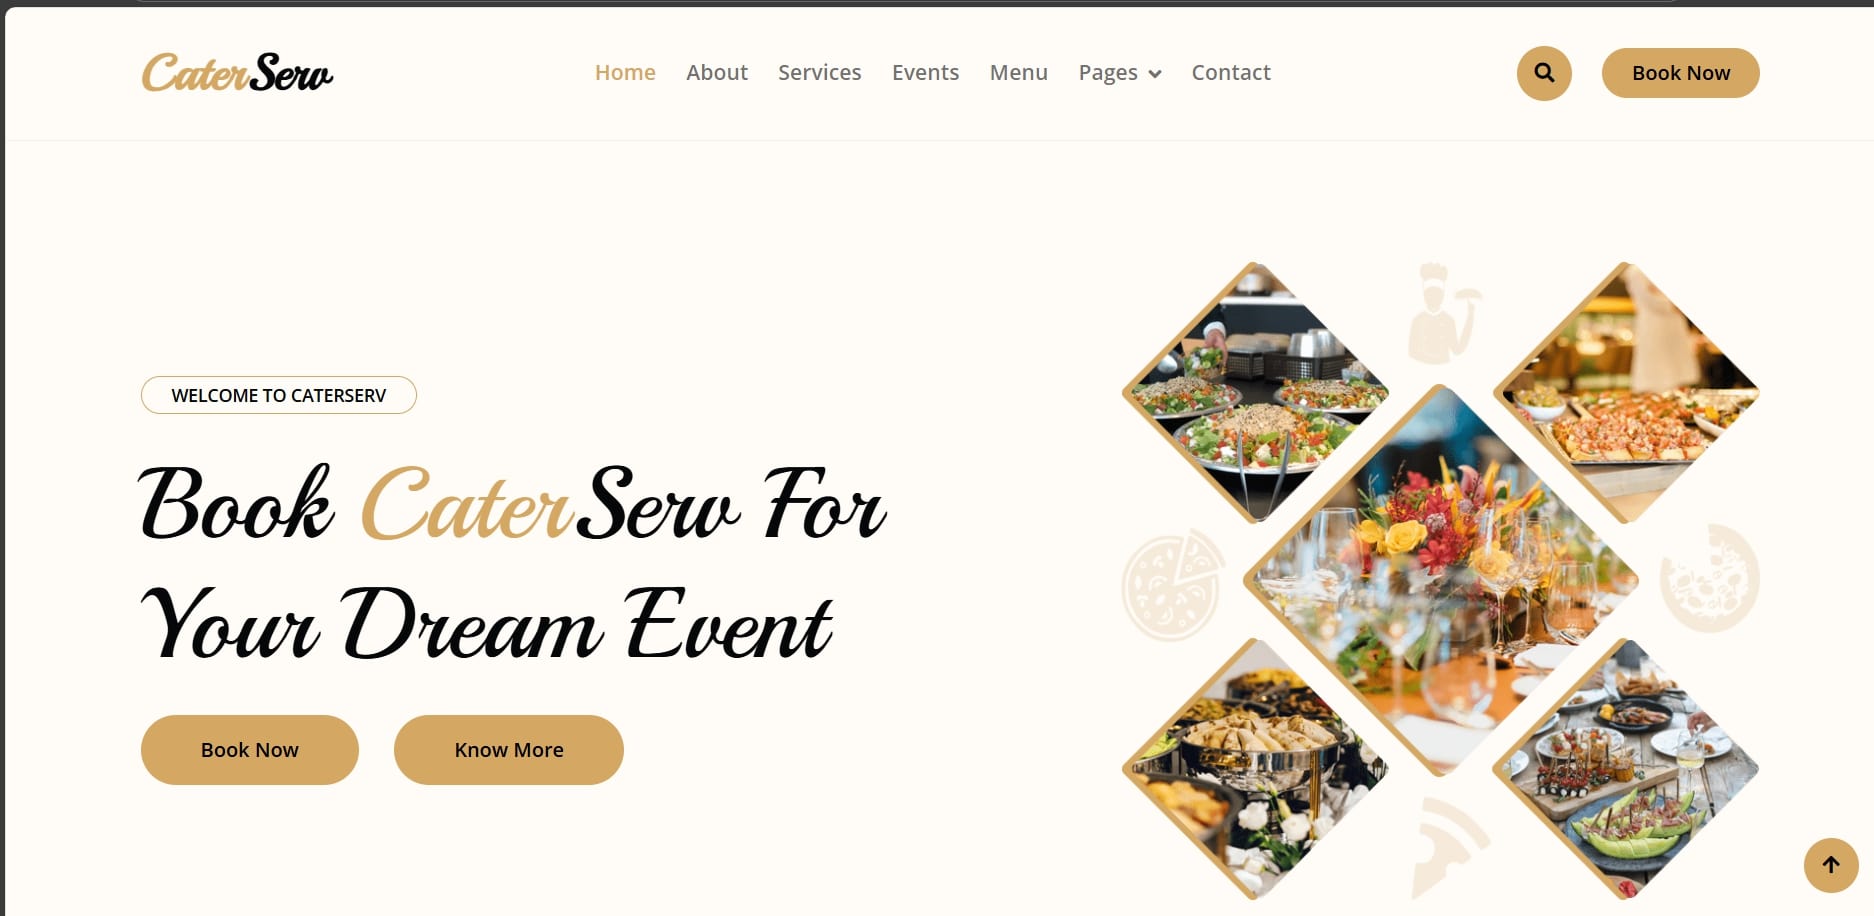 CaterServ
Home About Services Events Menu Pages Contact
Book Now
WELCOME TO CATERSERV
Book CaterServ For
Your Dream Event
Book Now
Know More